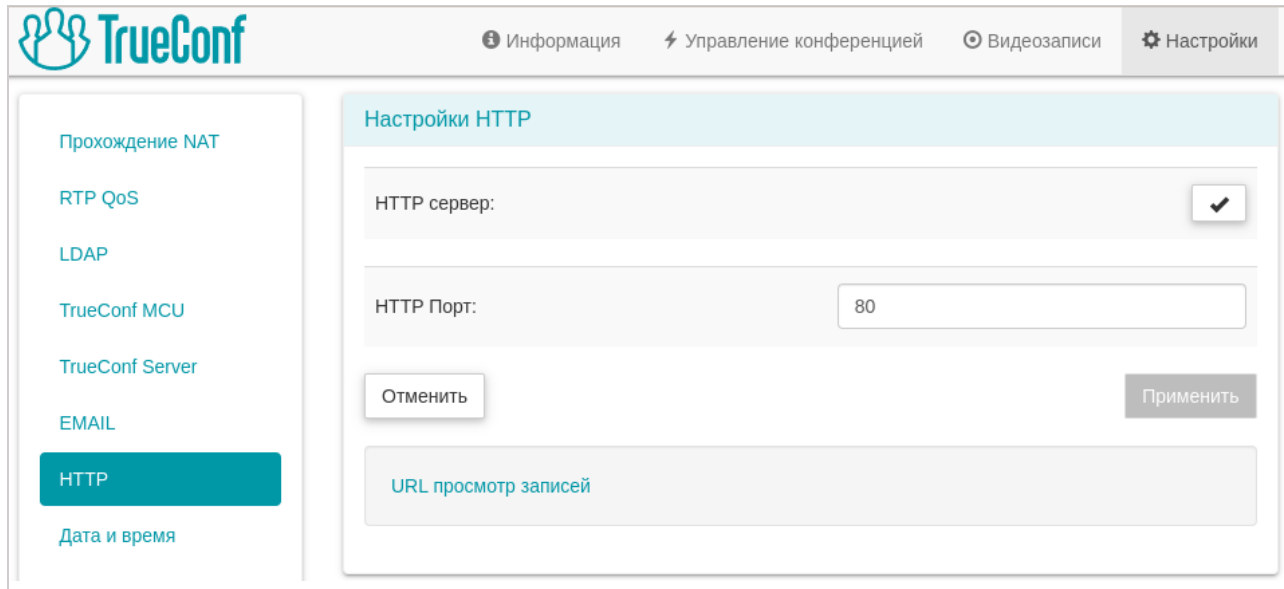 TrueConf
Информация
Управление конференцией
Видеозаписи
Настройки
Прохождение NAT
RTP QoS
LDAP
TrueConf MCU
TrueConf Server
EMAIL
HTTP
Дата и время
Настройки HTTP
HTTP сервер:
HTTP Порт: 80
Отменить
Применить
URL просмотр записей